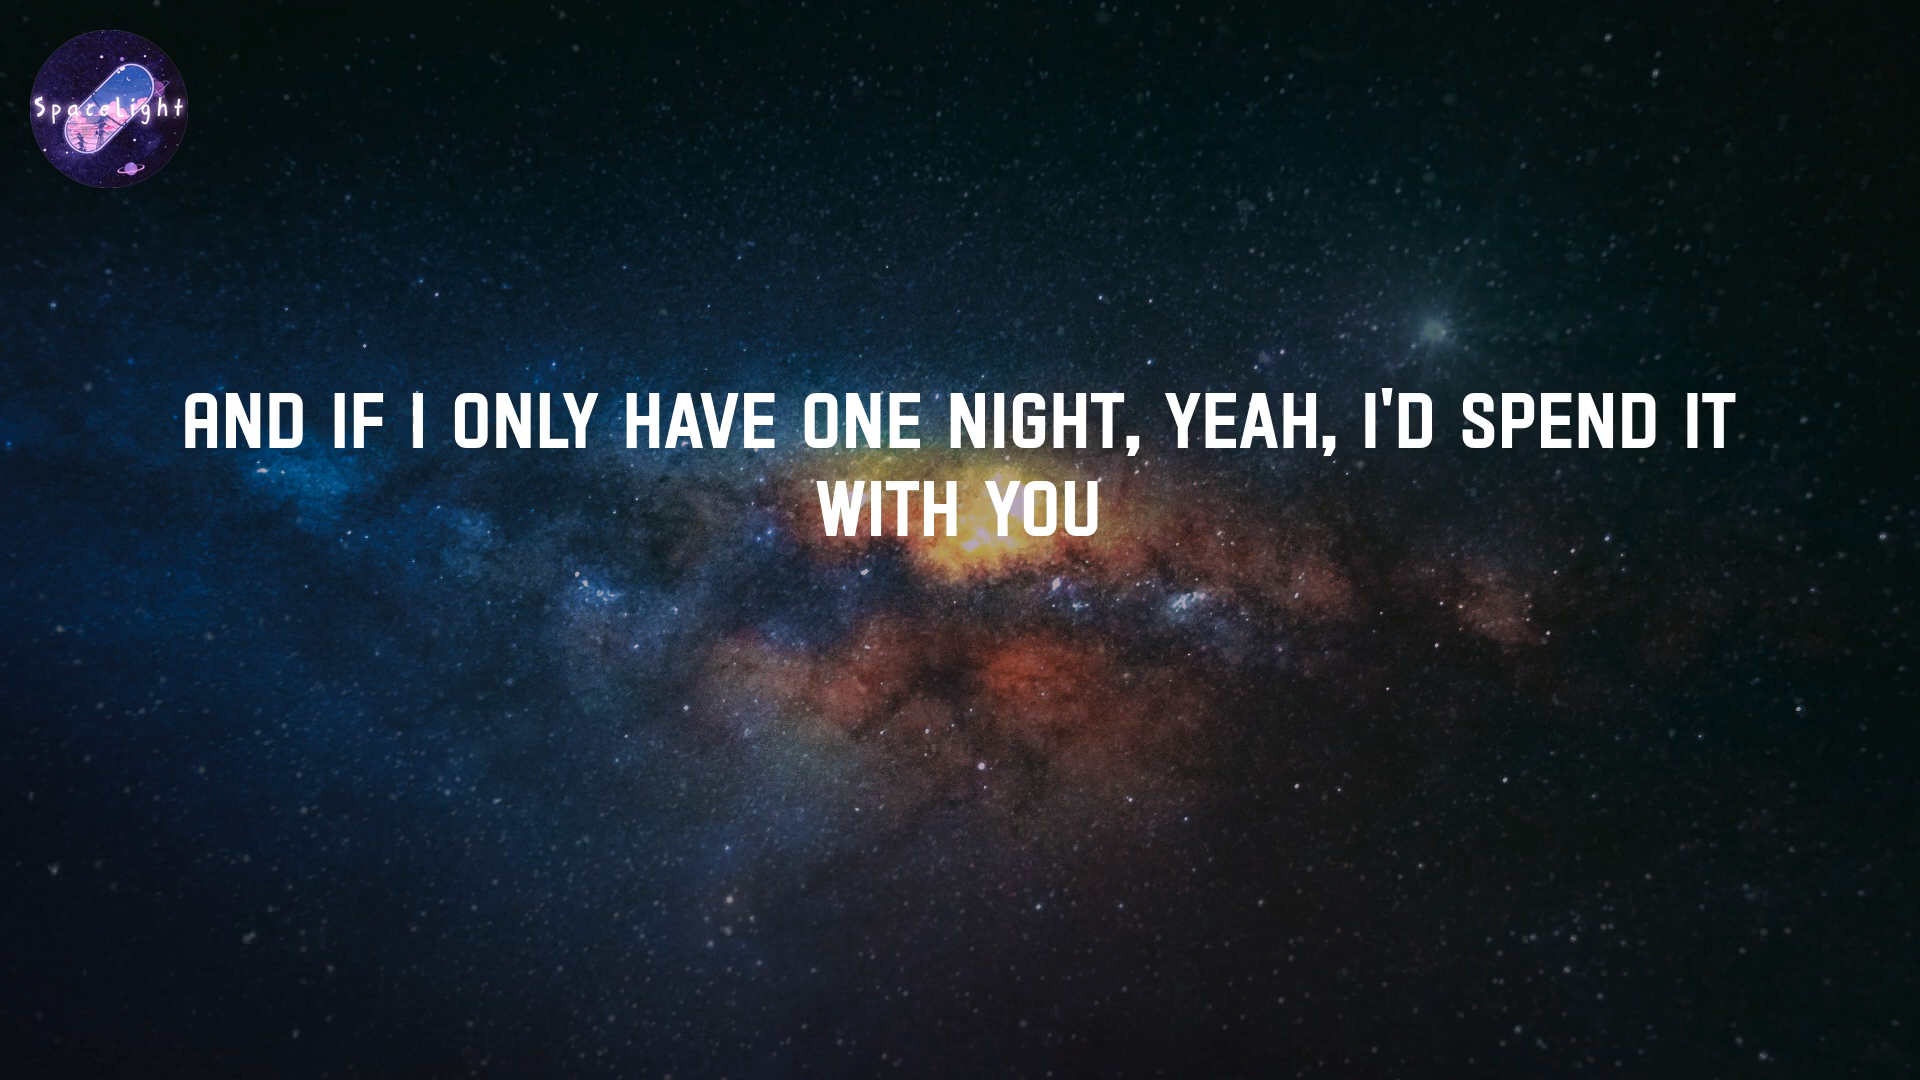 SpaceLight
AND IF I ONLY HAVE ONE NIGHT, YEAH, I'D SPEND IT
WITH YOU